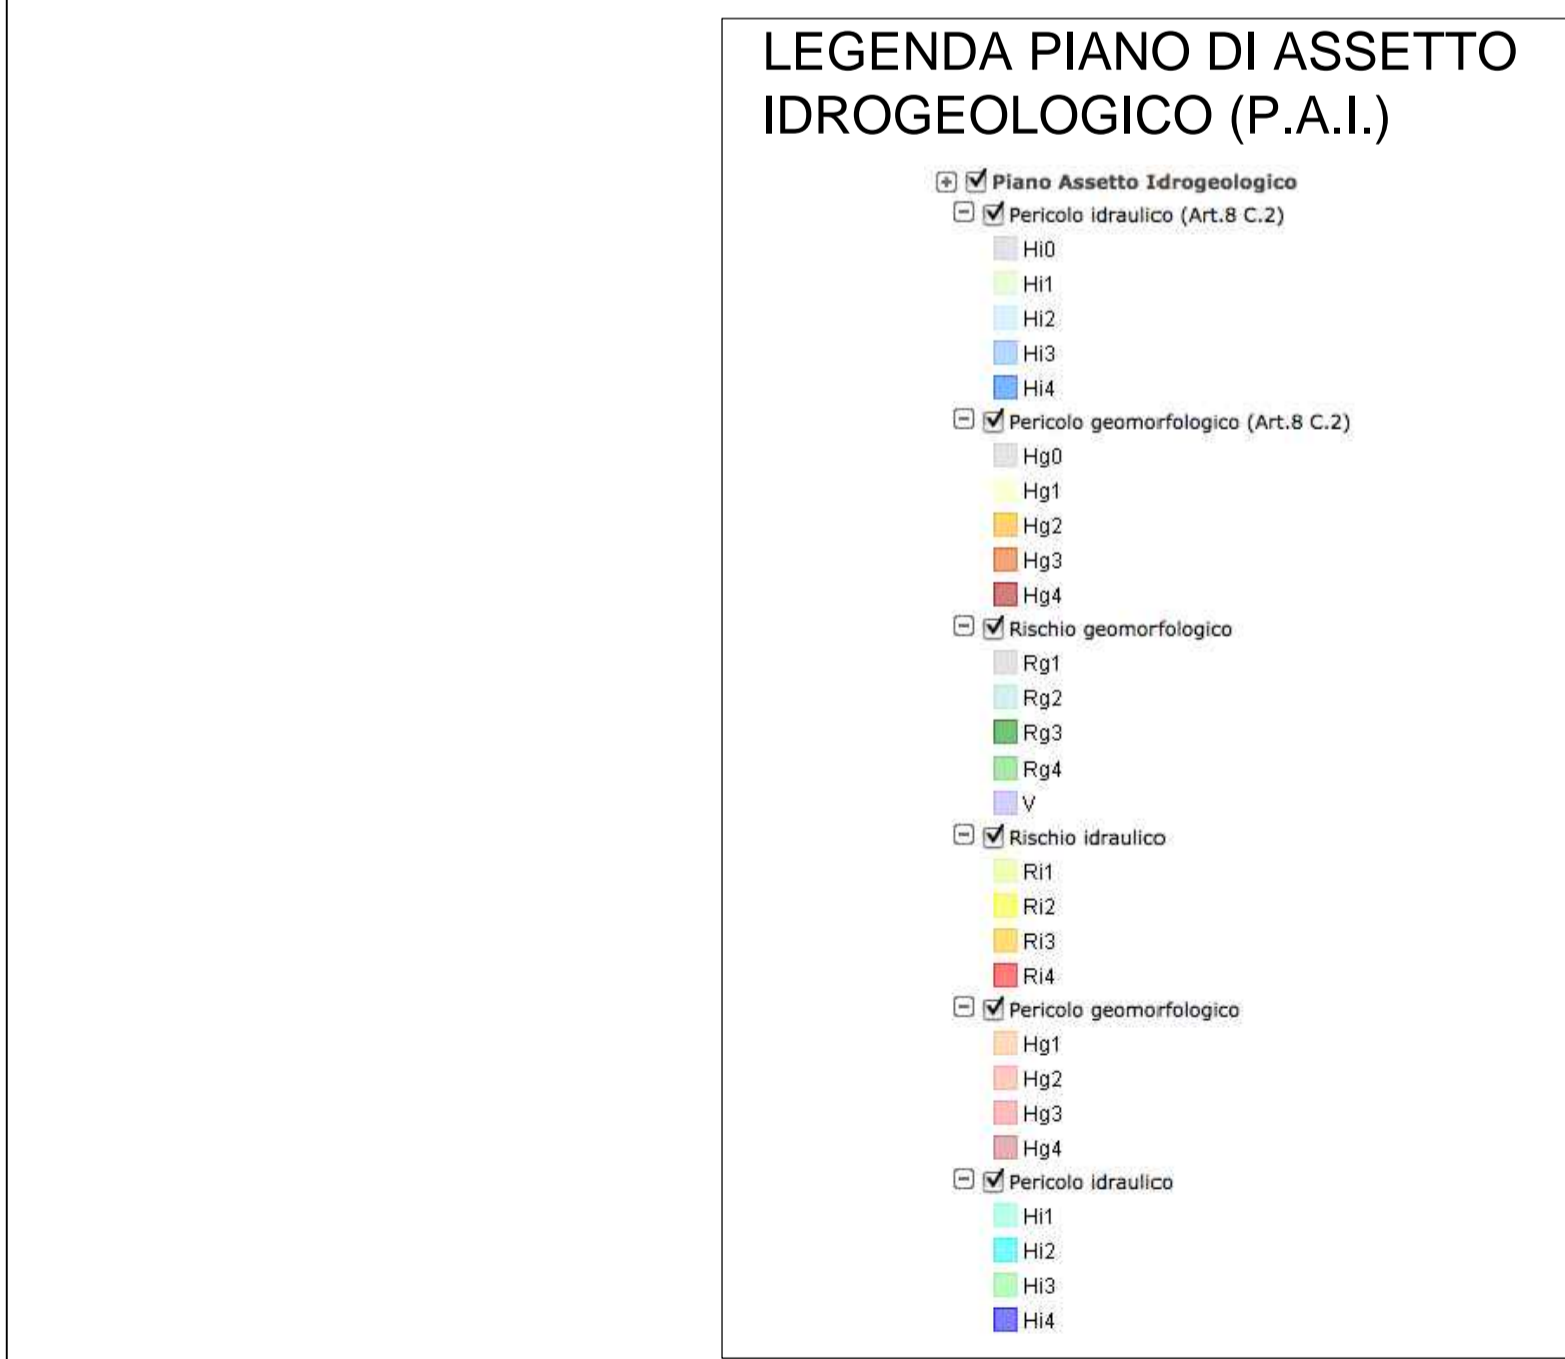 LEGENDA PIANO DI ASSETTO
IDROGEOLOGICO (P.A.I.)
Piano Assetto Idrogeologico
Pericolo idraulico (Art.8 C.2)
Hi0
Hi1
Hi2
Hi3
Hi4
Pericolo geomorfologico (Art.8 C.2)
Hg0
Hg1
Hg2
Hg3
Hg4
Rischio geomorfologico
Rg1
Rg2
Rg3
Rg4
V
Rischio idraulico
Ri1
Ri2
Ri3
Ri4
Pericolo geomorfologico
Hg1
Hg2
Hg3
Hg4
Pericolo idraulico
Hi1
Hi2
Hi3
Hi4